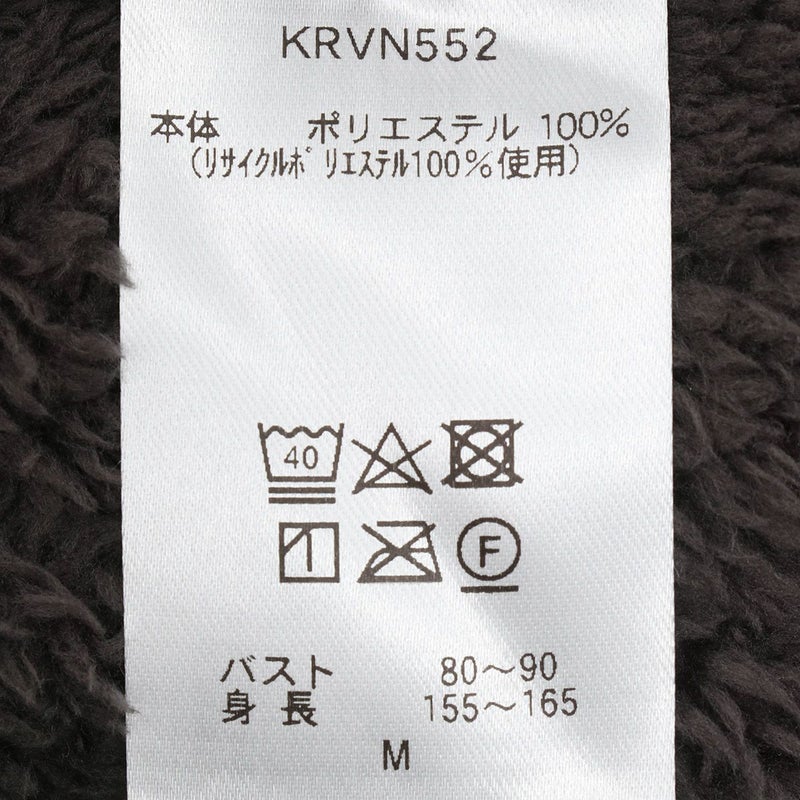 KRVN552
本体 ポリエステル 100%
(ﾘｻｲｸﾙﾎﾟﾘｴｽﾃﾙ100%使用)
40
F
バスト 80～90
身長 155～165
M